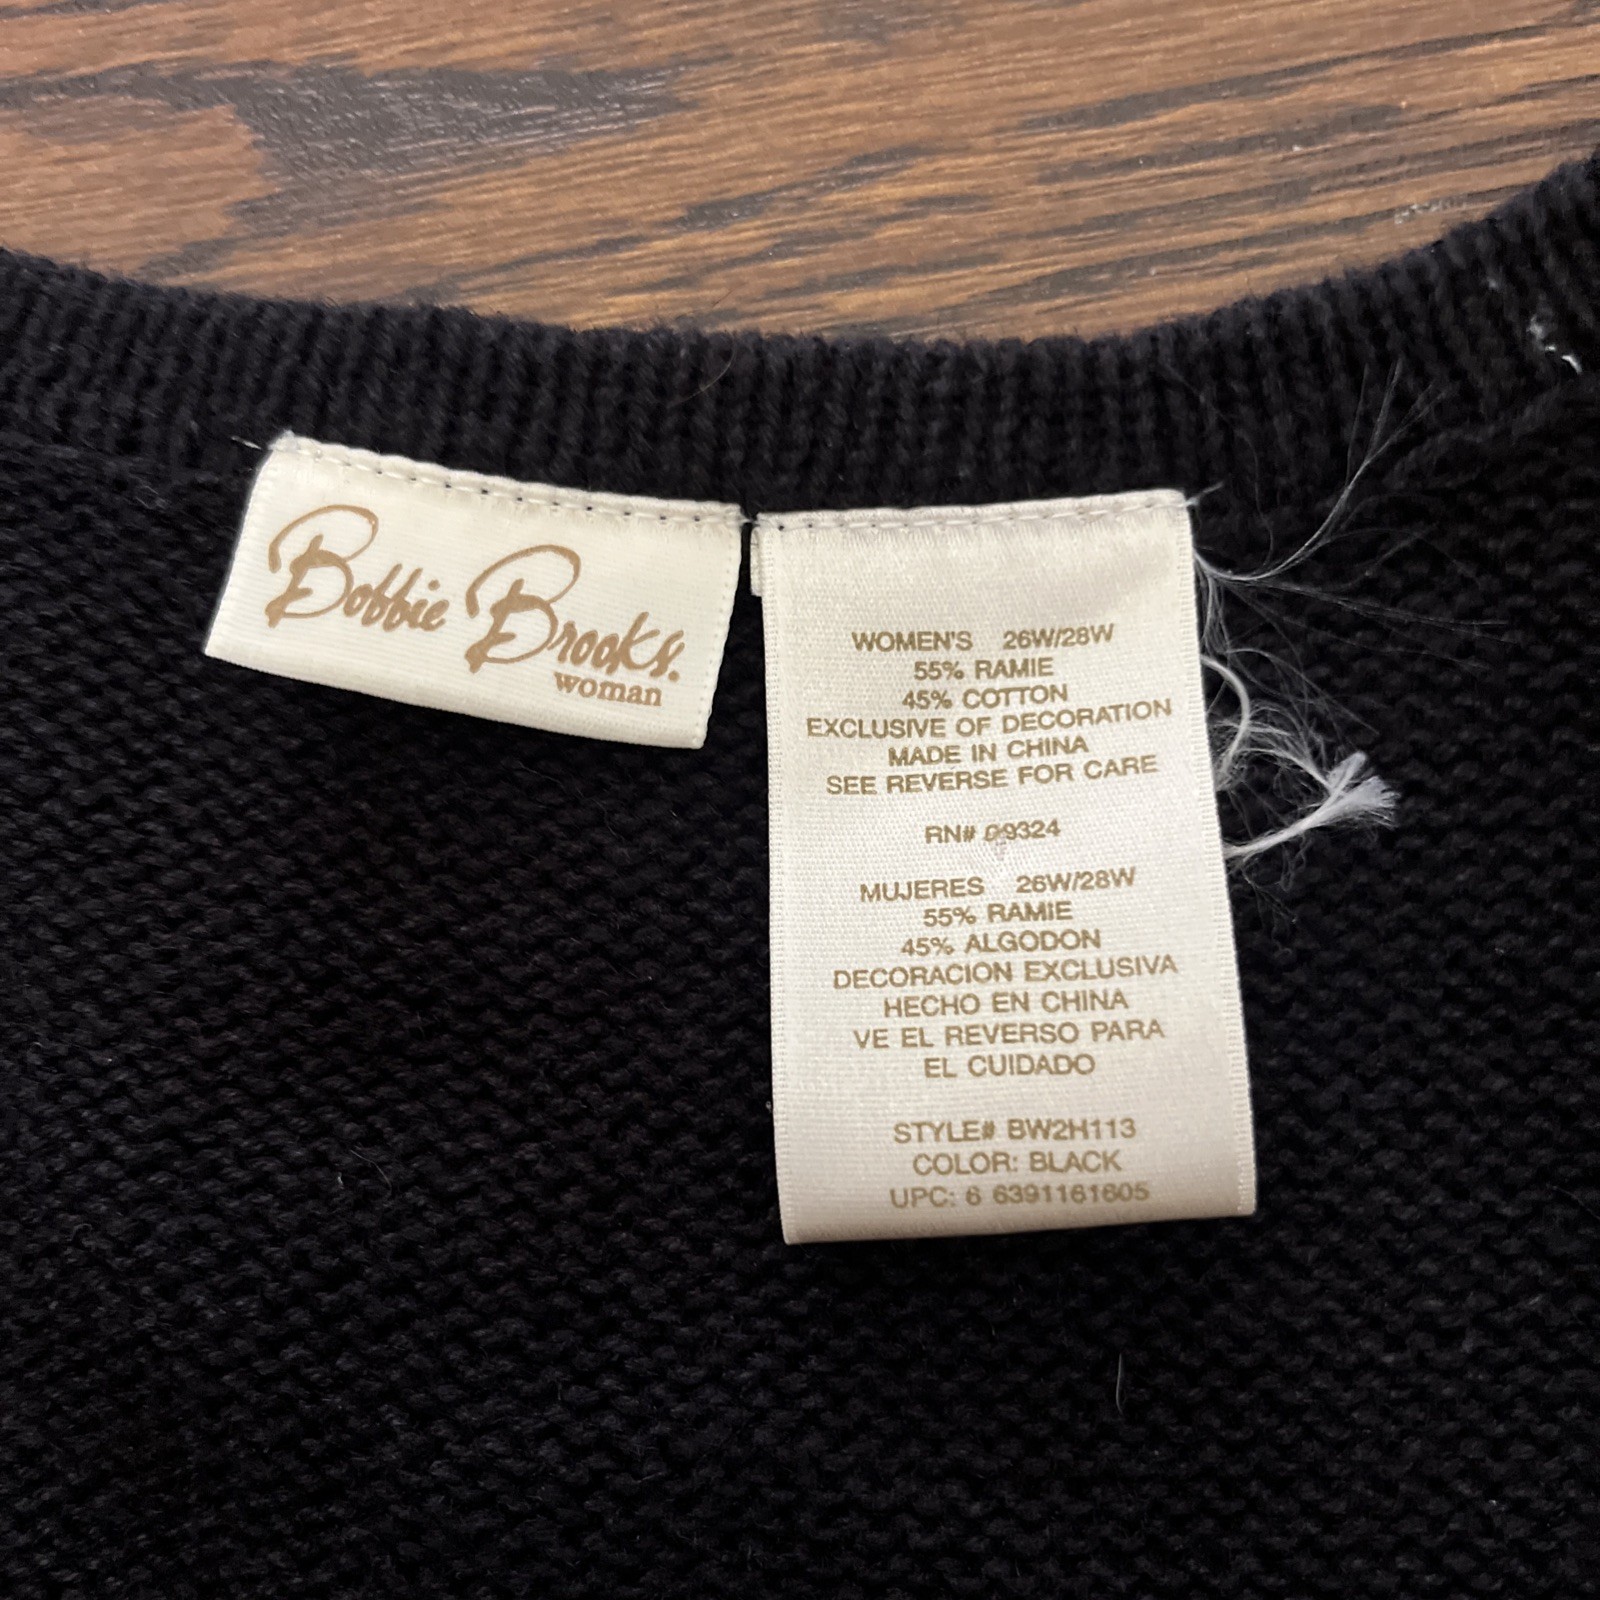 Bobbie Brooks.
woman
WOMEN'S 26W/28W
55% RAMIE
45% COTTON
EXCLUSIVE OF DECORATION
MADE IN CHINA
SEE REVERSE FOR CARE
RN#
MUJERES 26W/28W
55% RAMIE
45% ALGODON
DECORACION EXCLUSIVA
HECHO EN CHINA
VE EL REVERSO PARA
EL CUIDADO
STYLE# BW2H113
COLOR: BLACK
UPC: 6 6391161605